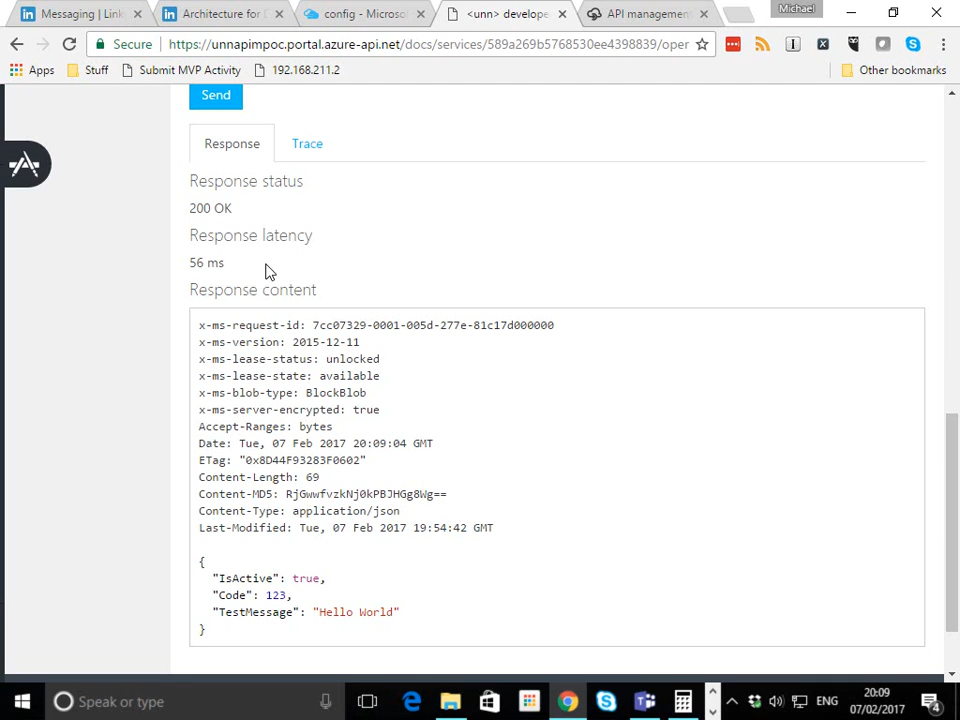 Messaging | Link
Architecture for D
config - Microso
<unn> develope
API management
Michael
Secure
https://unnapimpoc.portal.azure-api.net/docs/services/589a269b5768530ee4398839/oper
Apps
Stuff
Submit MVP Activity
192.168.211.2
Other bookmarks
Send
Response
Trace
Response status
200 OK
Response latency
56 ms
Response content
x-ms-request-id: 7cc07329-0001-005d-277e-81c17d000000
x-ms-version: 2015-12-11
x-ms-lease-status: unlocked
x-ms-lease-state: available
x-ms-blob-type: BlockBlob
x-ms-server-encrypted: true
Accept-Ranges: bytes
Date: Tue, 07 Feb 2017 20:09:04 GMT
ETag: "0x8D44F93283F0602"
Content-Length: 69
Content-MD5: RjGwwfvzkNj0kPBJHGg8Wg==
Content-Type: application/json
Last-Modified: Tue, 07 Feb 2017 19:54:42 GMT
{
"IsActive": true,
"Code": 123,
"TestMessage": "Hello World"
}
Speak or type
ENG
20:09
07/02/2017
4